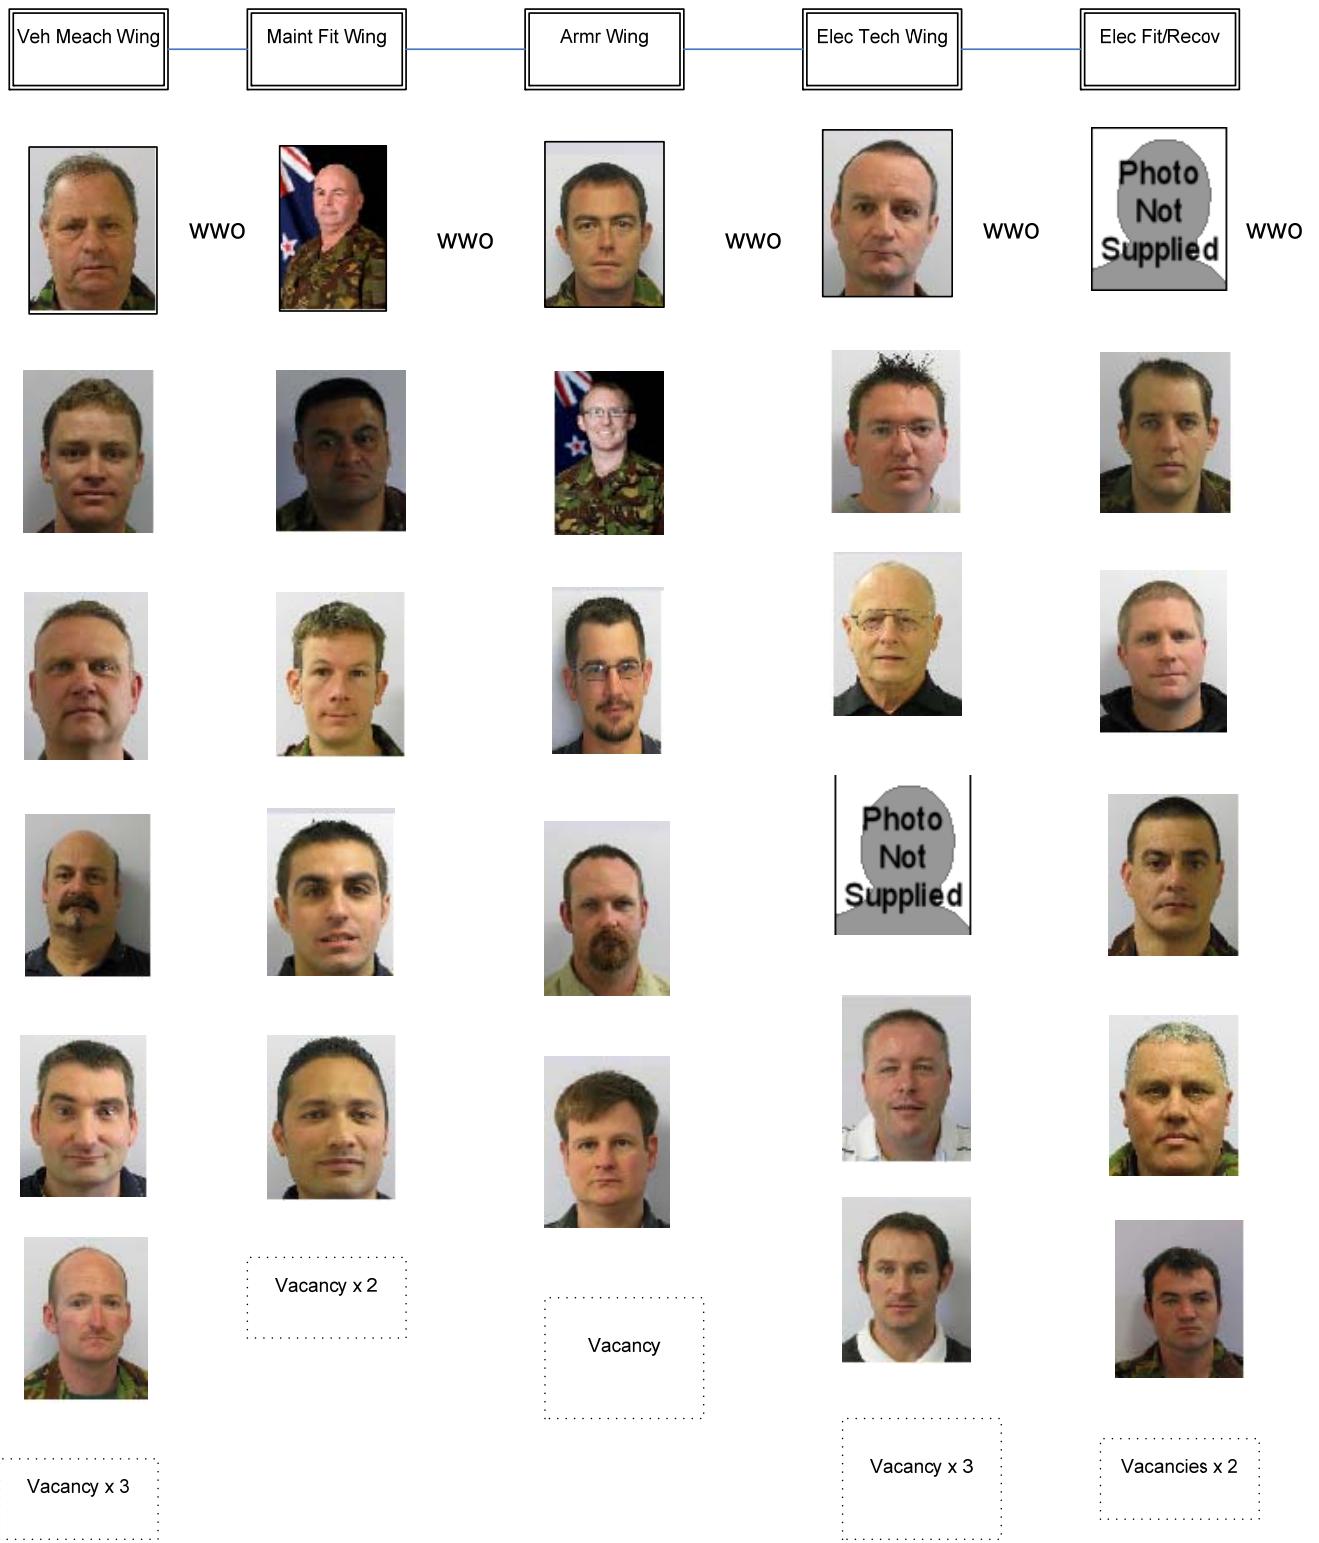 Veh Meach Wing
Maint Fit Wing
Armr Wing
Elec Tech Wing
Elec Fit/Recov
wwo
wwo
wwo
wwo
Photo
Not
Supplied
wwo
Photo
Not
Supplied
Vacancy x 2
Vacancy
Vacancy x 3
Vacancies x 2
Vacancy x 3